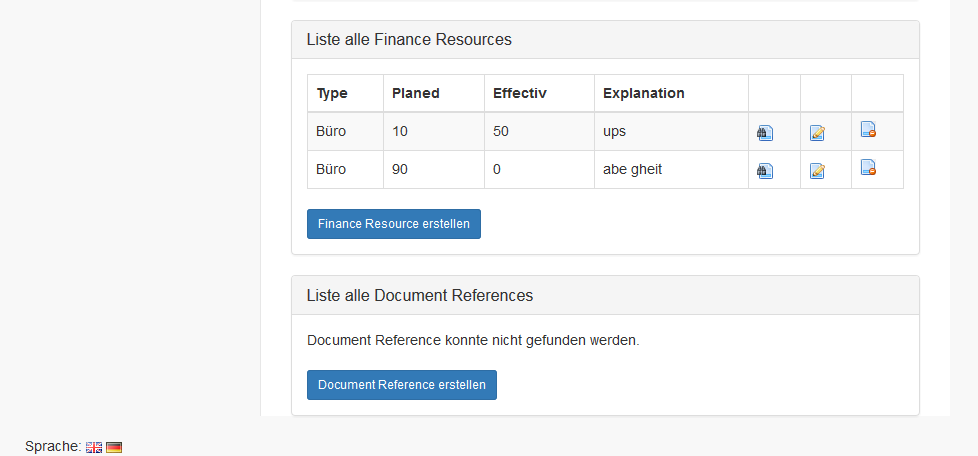 Liste alle Finance Resources
Type Planed Effectiv Explanation
Büro 10 50 ups
Büro 90 0 abe gheit
Finance Resource erstellen
Liste alle Document References
Document Reference konnte nicht gefunden werden.
Document Reference erstellen
Sprache: